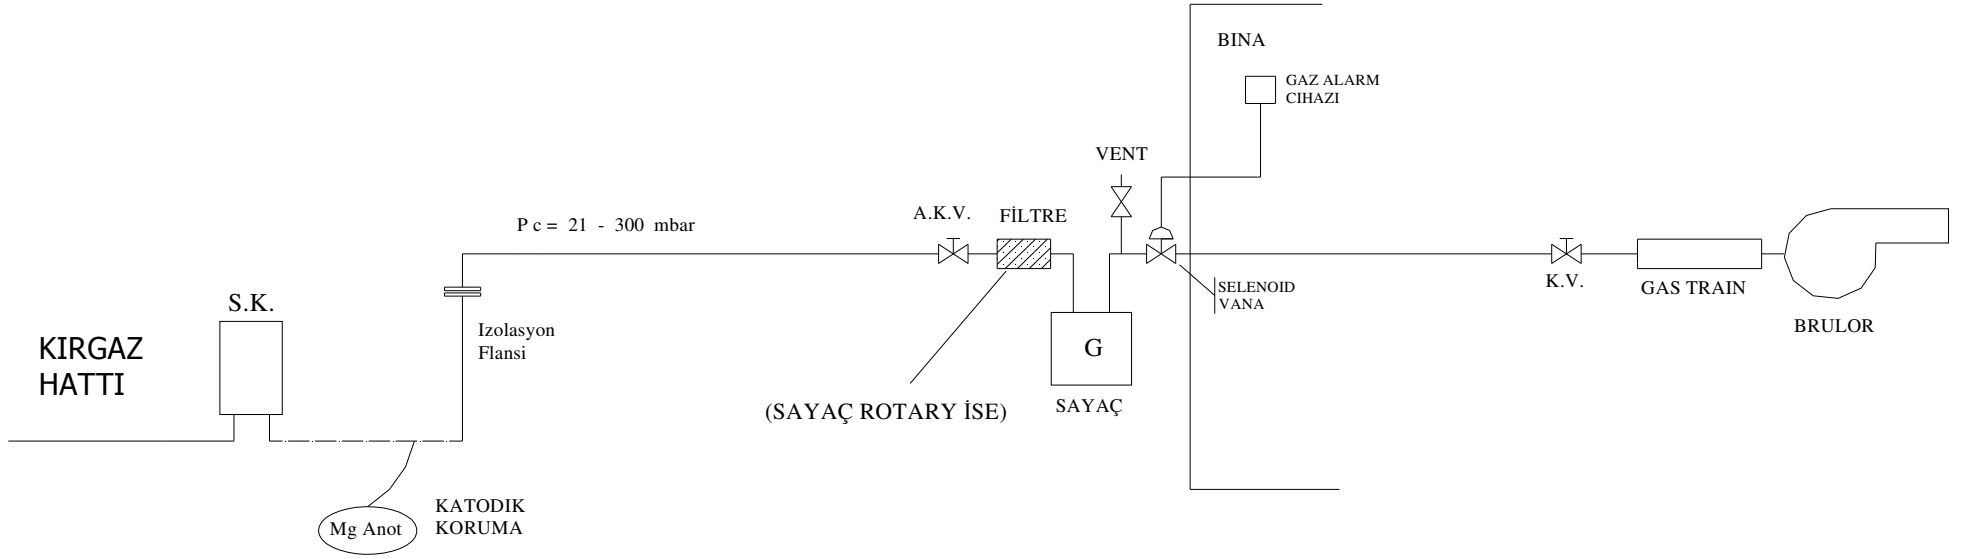 BINA
GAZ ALARM
CIHAZI
VENT
P c = 21 - 300 mbar
A.K.V.
FİLTRE
S.K.
Izolasyon
Flansi
KIRGAZ
HATTI
G
SELENOID
VANA
K.V.
GAS TRAIN
BRULOR
(SAYAÇ ROTARY İSE)
SAYAÇ
Mg Anot
KATODIK
KORUMA